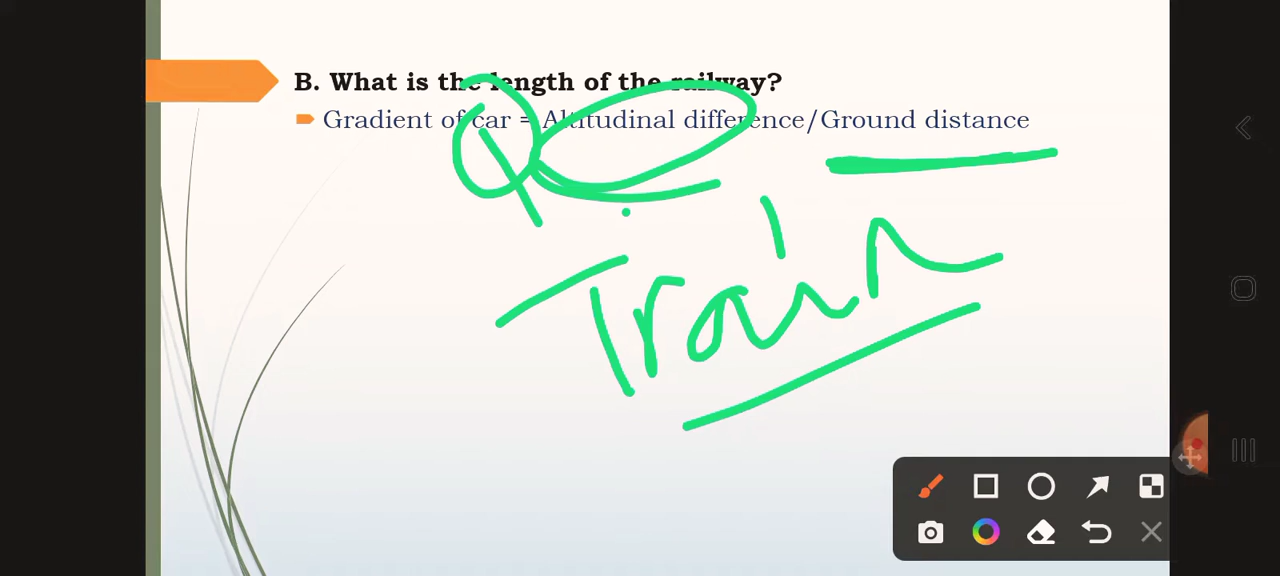 B. What is the length of the railway?
Gradient of car = Altitudinal difference/Ground distance
Train